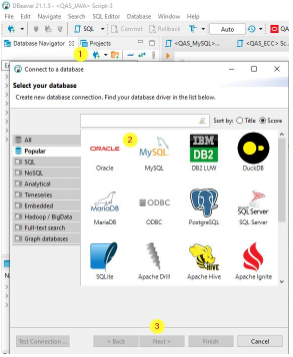 DBeaver 21.1.5 - <QAS_JAVA> Script-3
File Edit Navigate Search SQL Editor Database Window Help
SQL Commit Rollback Auto QA
Database Navigator Projects <QAS_MySQL>... <QAS_ECC> Sc
1
Connect to a database
Select your database
Create new database connection. Find your database driver in the list below.
Sort by: Title Score
All
Popular
SQL
NoSQL
Analytical
Timeseries
Embedded
Hadoop / BigData
Full-text search
Graph databases
ORACLE 2 MySQL IBM DB2
Oracle MySQL DB2 LUW DuckDB
MariaDB ODBC SQL Server
MariaDB ODBC PostgreSQL SQL Server
HIVE
SQLite Apache Drill Apache Hive Apache Ignite
3
Test Connection ... < Back Next > Finish Cancel